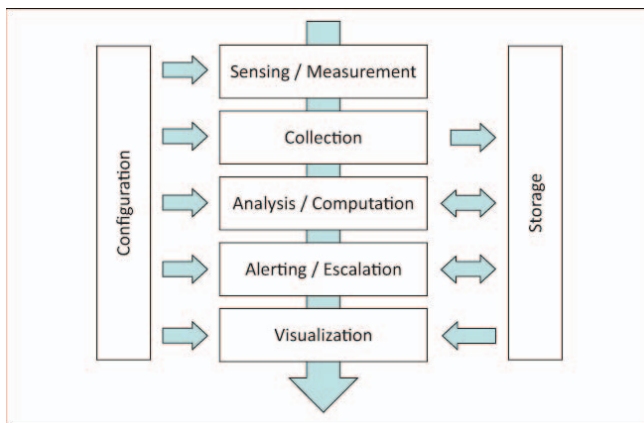 Sensing / Measurement
Collection
Analysis / Computation
Alerting / Escalation
Visualization
Configuration
Storage